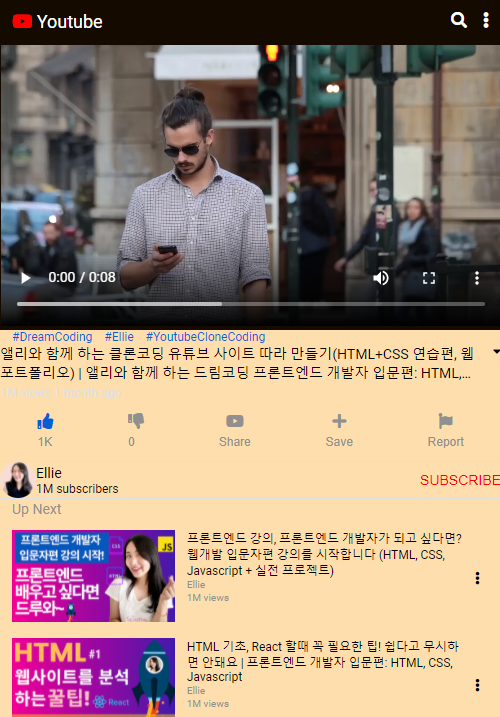 Youtube
0:00 / 0:08
#DreamCoding #Ellie #YoutubeCloneCoding
앨리와 함께 하는 클론코딩 유튜브 사이트 따라 만들기(HTML+CSS 연습편, 웹
포트폴리오) | 앨리와 함께 하는 드림코딩 프론트엔드 개발자 입문편: HTML,...
1M views 1 month ago
1K
0
Share
Save
Report
Ellie
1M subscribers
SUBSCRIBE
Up Next
프론트엔드 개발자
입문자편 강의 시작!
프론트엔드
배우고 싶다면
드루와~
CSS
JS
프론트엔드 강의, 프론트엔드 개발자가 되고 싶다면?
웹개발 입문자편 강의를 시작합니다 (HTML, CSS,
Javascript + 실전 프로젝트)
Ellie
1M views
HTML #1
웹사이트를 분석
하는 꿀팁!
React
HTML 기초, React 할때 꼭 필요한 팁! 쉽다고 무시하
면 안돼요 | 프론트엔드 개발자 입문편: HTML, CSS,
Javascript
Ellie
1M views